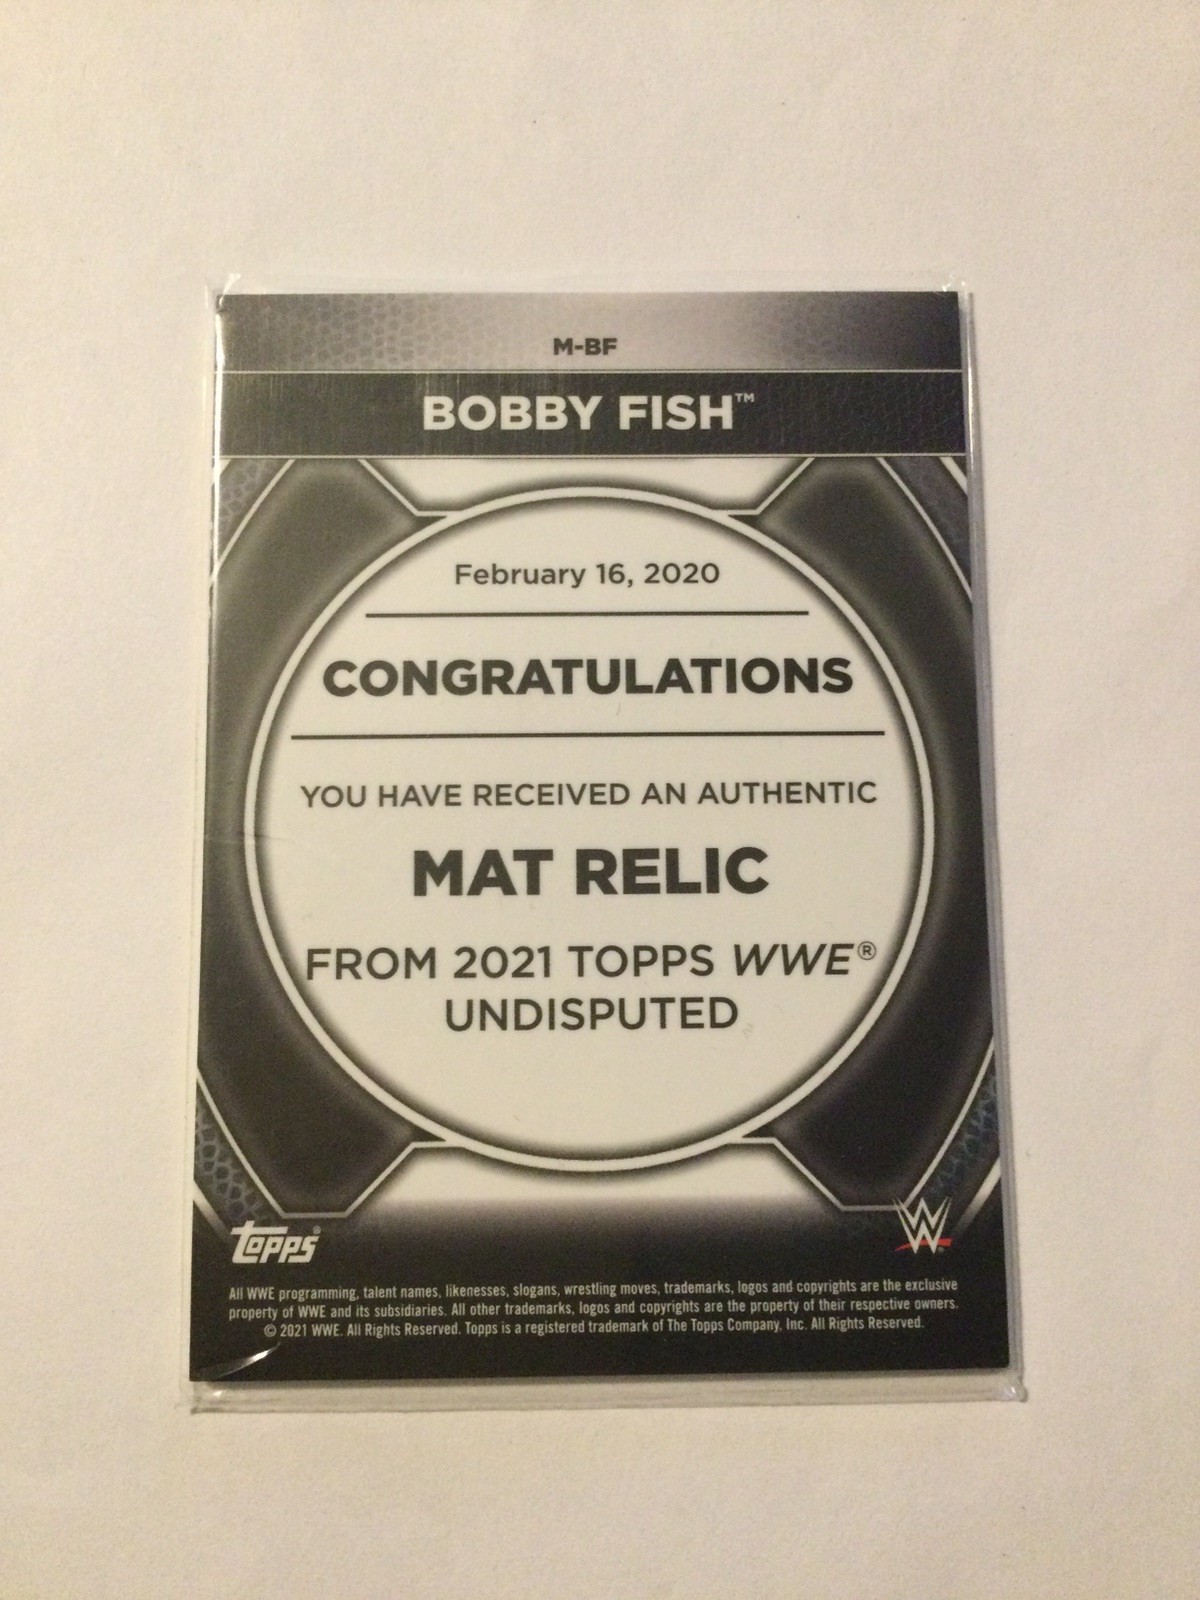 M-BF
BOBBY FISH™
February 16, 2020
CONGRATULATIONS
YOU HAVE RECEIVED AN AUTHENTIC
MAT RELIC
FROM 2021 TOPPS WWE®
UNDISPUTED
Topps®
W
All WWE programming, talent names, likenesses, slogans, wrestling moves, trademarks, logos and copyrights are the exclusive
property of WWE and its subsidiaries. All other trademarks, logos and copyrights are the property of their respective owners.
© 2021 WWE. All Rights Reserved. Topps is a registered trademark of The Topps Company, Inc. All Rights Reserved.